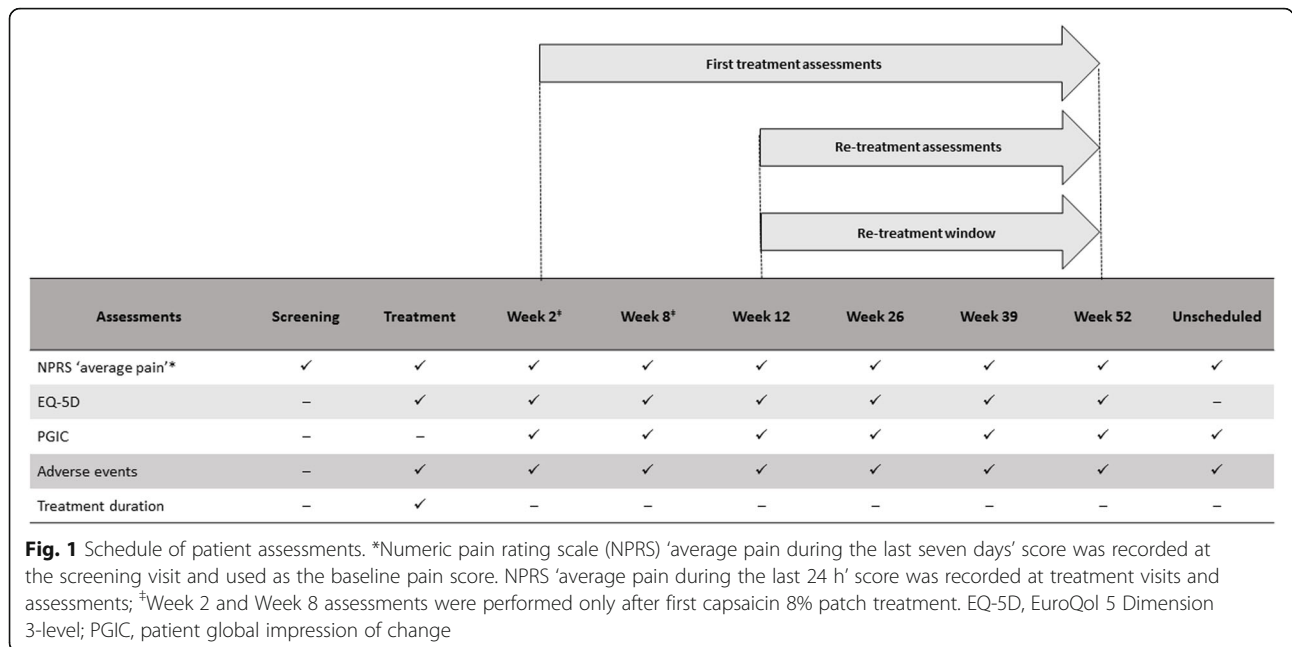 First treatment assessments
Re-treatment assessments
Re-treatment window
Assessments Screening Treatment Week 2‡ Week 8‡ Week 12 Week 26 Week 39 Week 52 Unscheduled
NPRS ‘average pain’* ✓ ✓ ✓ ✓ ✓ ✓ ✓ ✓ ✓
EQ-5D – ✓ ✓ ✓ ✓ ✓ ✓ ✓ –
PGIC – – ✓ ✓ ✓ ✓ ✓ ✓ ✓
Adverse events – ✓ ✓ ✓ ✓ ✓ ✓ ✓ ✓
Treatment duration – ✓ – – – – – – –
Fig. 1 Schedule of patient assessments. *Numeric pain rating scale (NPRS) ‘average pain during the last seven days’ score was recorded at
the screening visit and used as the baseline pain score. NPRS ‘average pain during the last 24 h’ score was recorded at treatment visits and
assessments; ‡Week 2 and Week 8 assessments were performed only after first capsaicin 8% patch treatment. EQ-5D, EuroQol 5 Dimension
3-level; PGIC, patient global impression of change